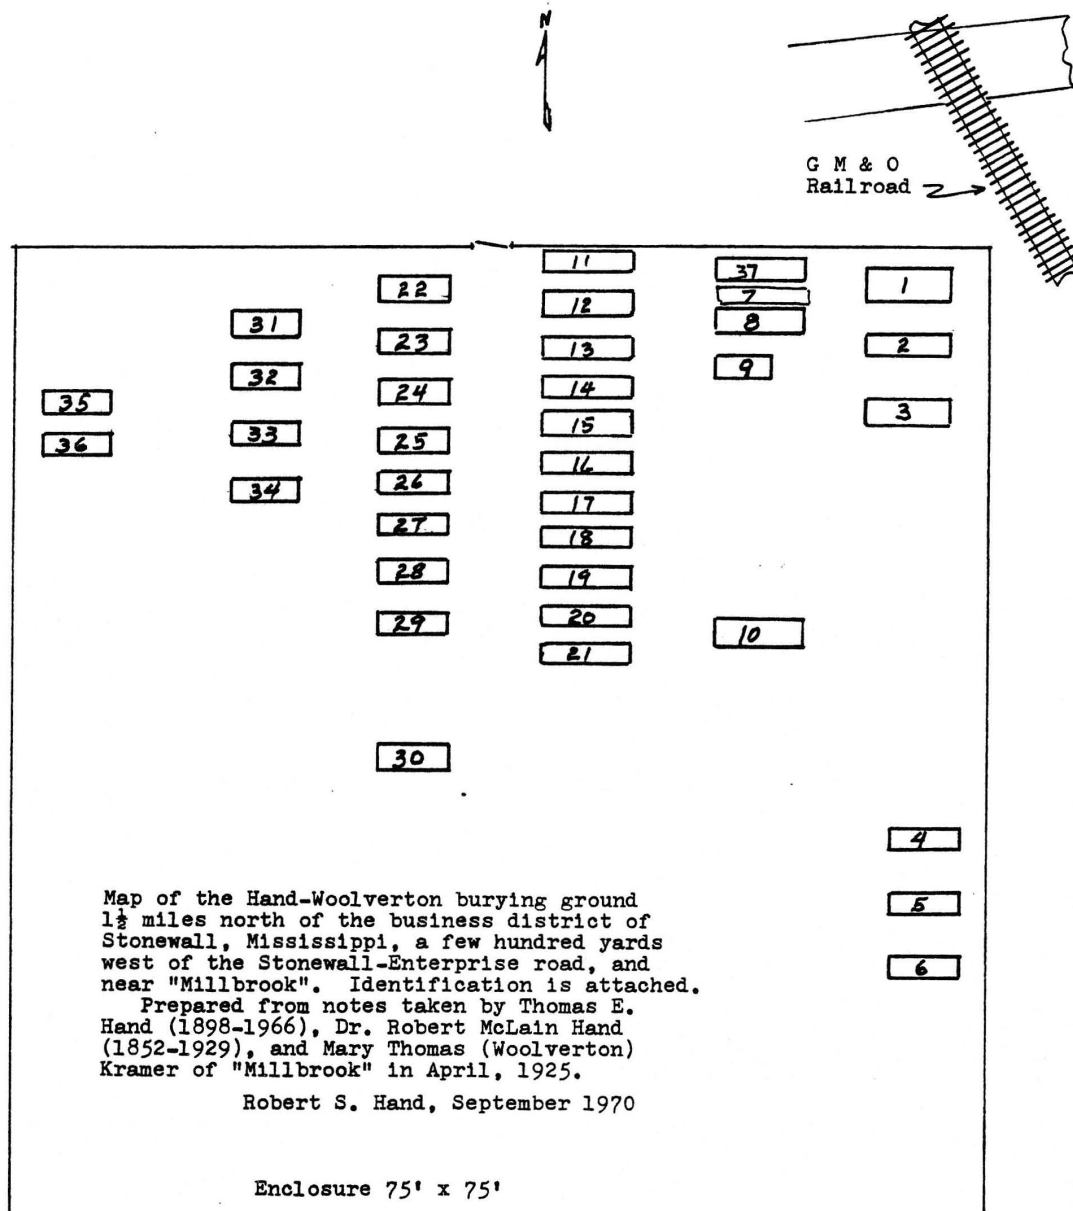 N
G M & O
Railroad
11
37
1
22
7
12
8
31
23
13
2
9
32
24
14
35
15
3
36
33
25
16
26
34
17
27
18
28
19
29
20
10
21
30
4
5
6
Map of the Hand-Woolverton burying ground
1½ miles north of the business district of
Stonewall, Mississippi, a few hundred yards
west of the Stonewall-Enterprise road, and
near "Millbrook". Identification is attached.
Prepared from notes taken by Thomas E.
Hand (1898-1966), Dr. Robert McLain Hand
(1852-1929), and Mary Thomas (Woolverton)
Kramer of "Millbrook" in April, 1925.
Robert S. Hand, September 1970
Enclosure 75' x 75'